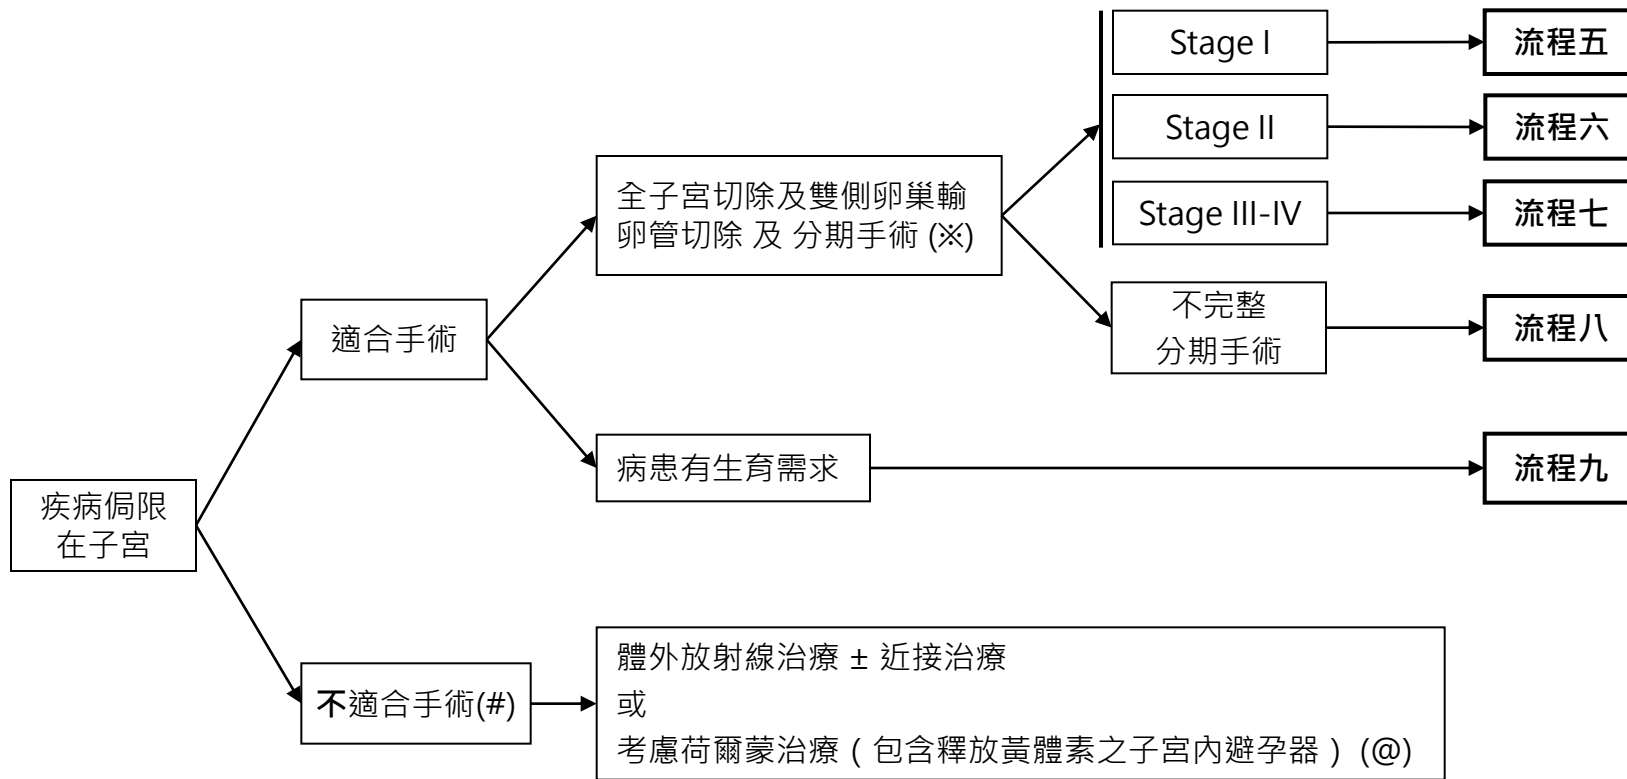 Stage I
流程五
Stage II
流程六
Stage III-IV
流程七
全子宮切除及雙側卵巢輸
卵管切除 及 分期手術 (※)
不完整
分期手術
流程八
適合手術
病患有生育需求
流程九
疾病侷限
在子宮
不適合手術(#)
體外放射線治療 ± 近接治療
或
考慮荷爾蒙治療（包含釋放黃體素之子宮內避孕器） (@)